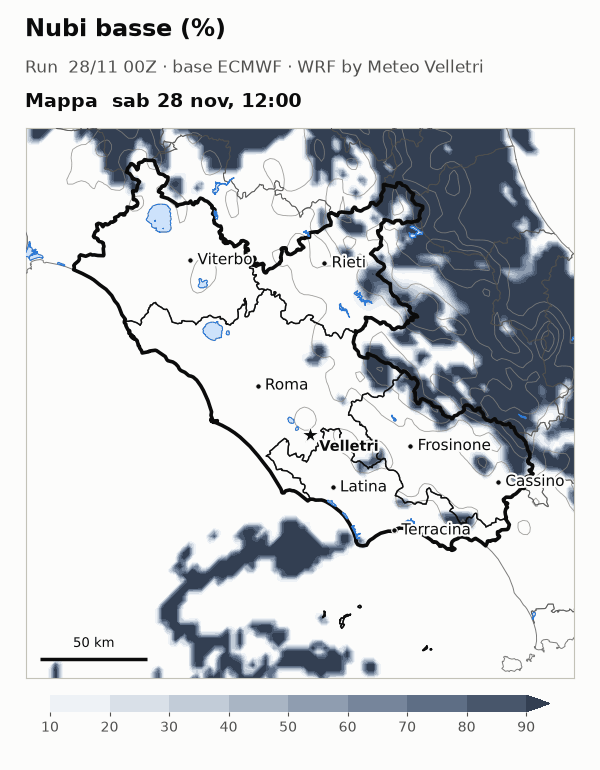 Nubi basse (%)
Run  28/11 00Z · base ECMWF · WRF by Meteo Velletri
Mappa  sab 28 nov, 12:00
Viterbo
Rieti
Roma
Velletri
Frosinone
Cassino
Latina
Terracina
50 km
10 20 30 40 50 60 70 80 90